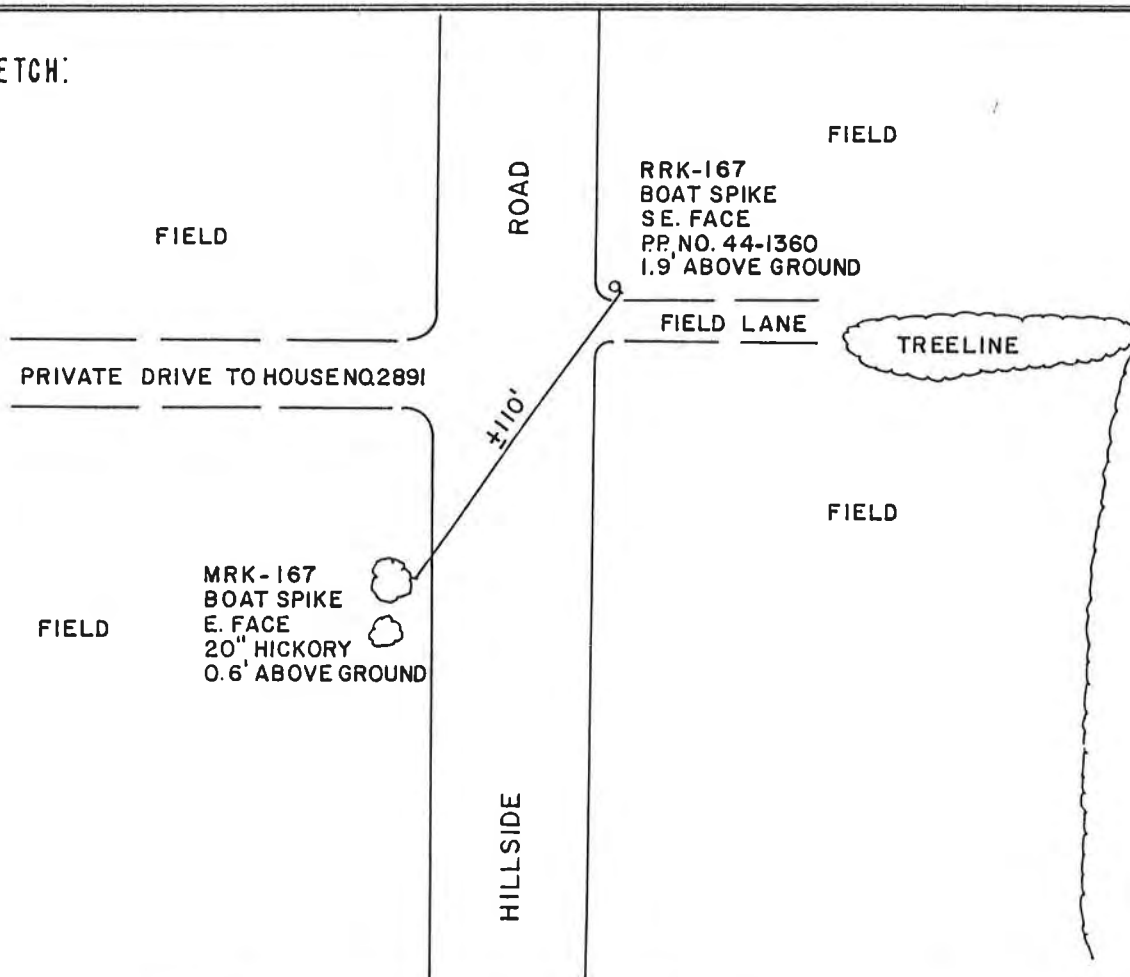 ETCH:
FIELD
ROAD
RRK-167
BOAT SPIKE
SE. FACE
P.P. NO. 44-1360
1.9' ABOVE GROUND
FIELD
FIELD LANE
TREELINE
PRIVATE DRIVE TO HOUSE NO.2891
±110'
FIELD
MRK-167
BOAT SPIKE
E. FACE
20" HICKORY
0.6' ABOVE GROUND
FIELD
HILLSIDE